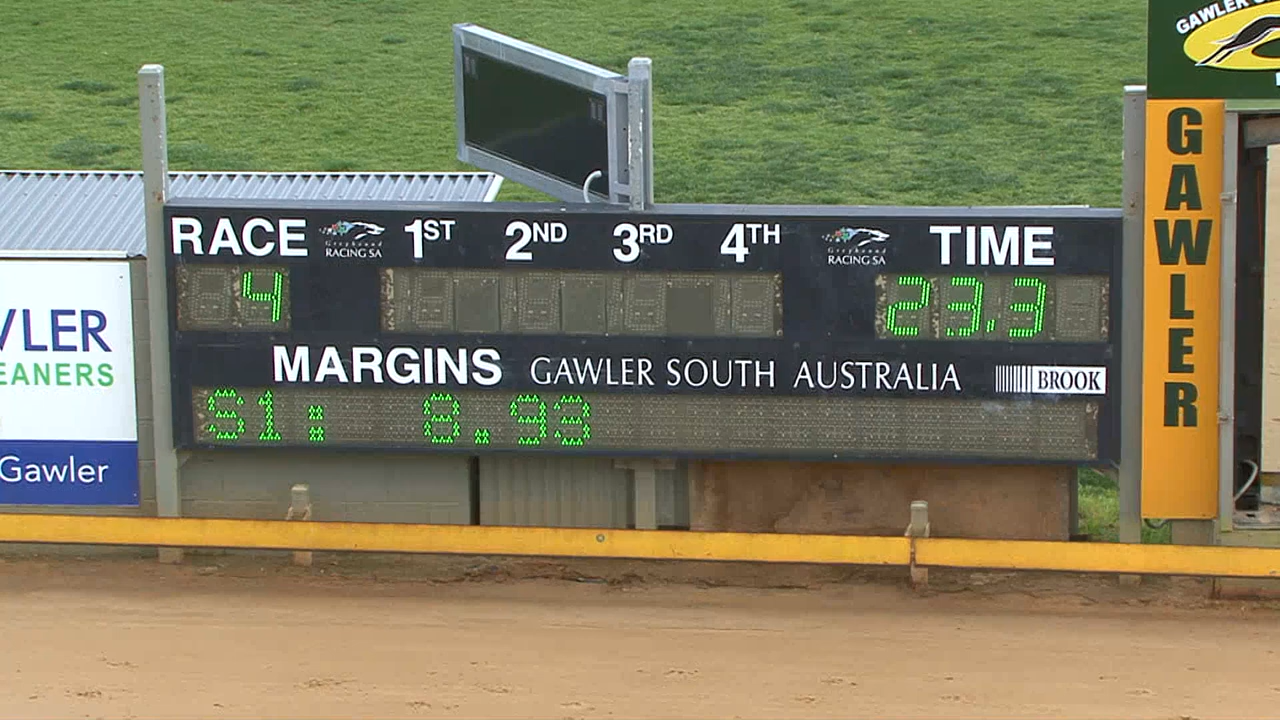 GAWLER
GAWLER
RACE 1ST 2ND 3RD 4TH TIME
Greyhound RACING SA
Greyhound RACING SA
4 23.3
MARGINS GAWLER SOUTH AUSTRALIA BROOK
S1: 8.93
WLER
EANERS
Gawler